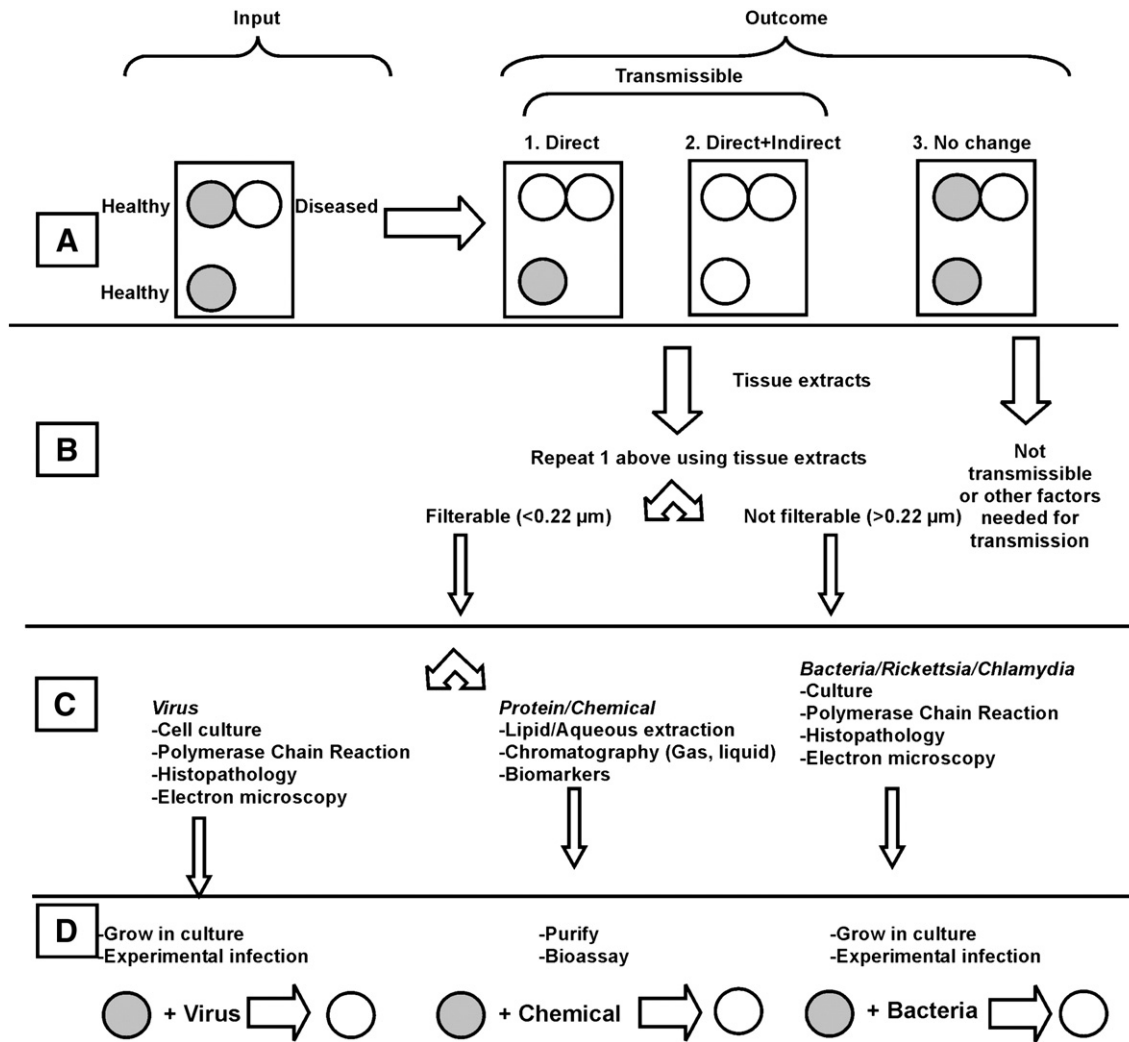 Input
Outcome
Transmissible
1. Direct
2. Direct+Indirect
3. No change
Healthy
Diseased
A
Healthy
B
Tissue extracts
Repeat 1 above using tissue extracts
Filterable (<0.22 µm)
Not filterable (>0.22 µm)
Not
transmissible
or other factors
needed for
transmission
C
Virus
-Cell culture
-Polymerase Chain Reaction
-Histopathology
-Electron microscopy
Protein/Chemical
-Lipid/Aqueous extraction
-Chromatography (Gas, liquid)
-Biomarkers
Bacteria/Rickettsia/Chlamydia
-Culture
-Polymerase Chain Reaction
-Histopathology
-Electron microscopy
D
-Grow in culture
-Experimental infection
-Purify
-Bioassay
-Grow in culture
-Experimental infection
+ Virus
+ Chemical
+ Bacteria